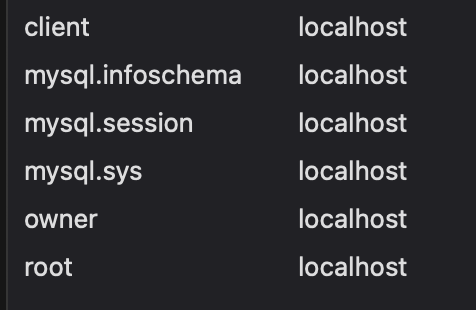 client localhost
mysql.infoschema localhost
mysql.session localhost
mysql.sys localhost
owner localhost
root localhost